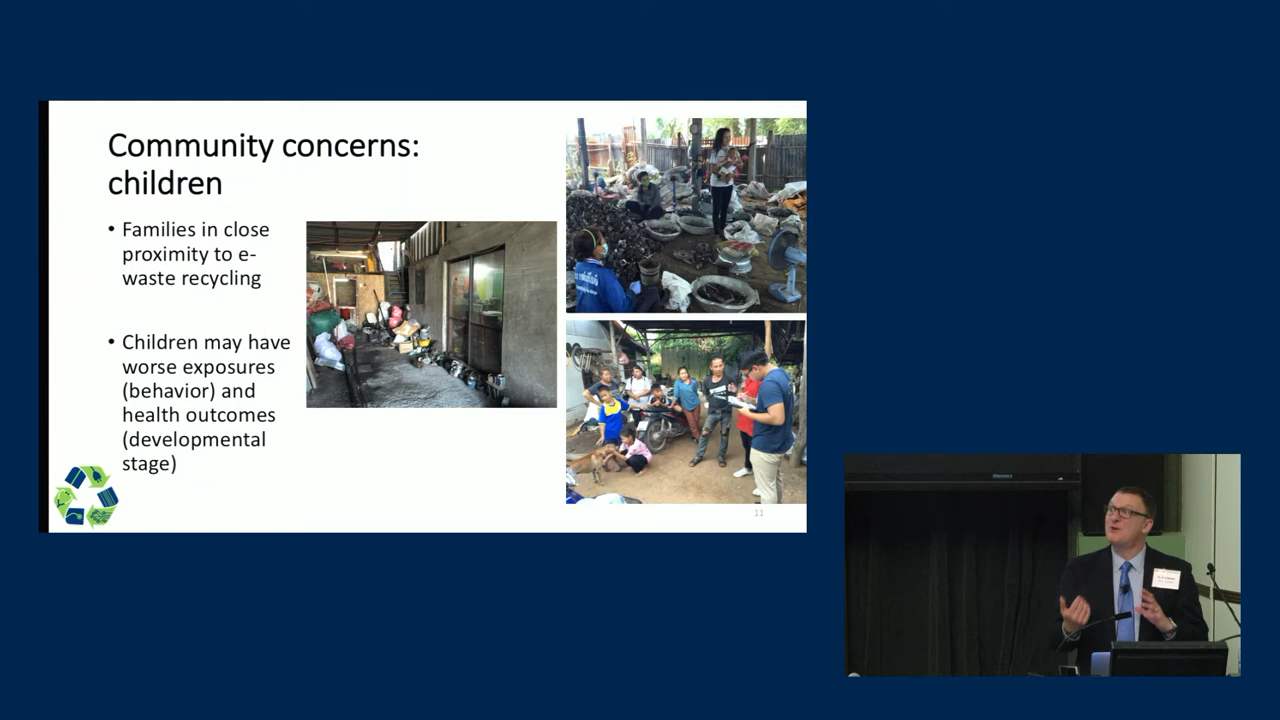 Community concerns:
children
• Families in close
proximity to e-
waste recycling
• Children may have
worse exposures
(behavior) and
health outcomes
(developmental
stage)
11